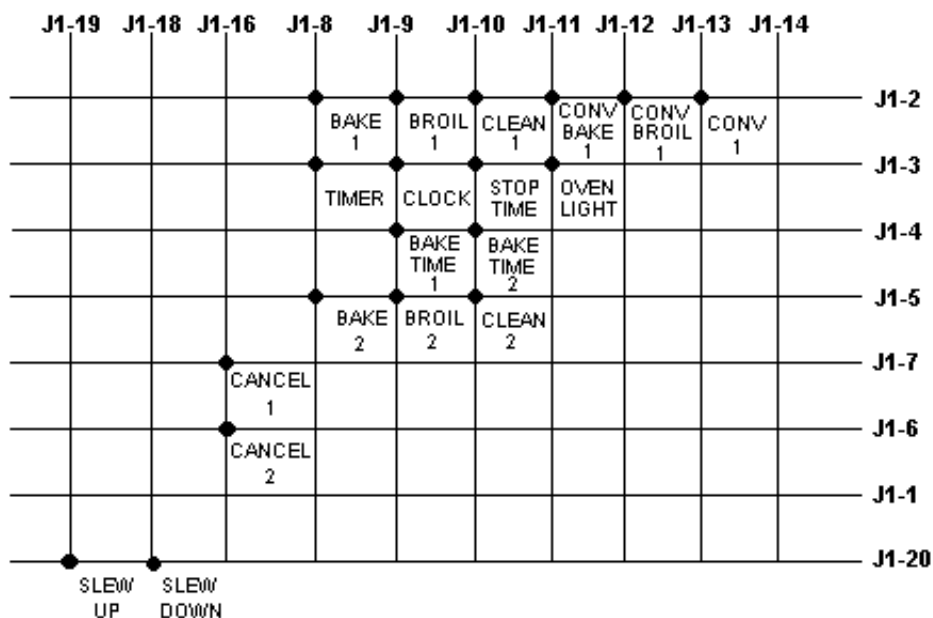 J1-19 J1-18 J1-16 J1-8 J1-9 J1-10 J1-11 J1-12 J1-13 J1-14
J1-2
BAKE 1
BROIL 1
CLEAN 1
CONV BAKE 1
CONV BROIL 1
CONV 1
J1-3
TIMER
CLOCK
STOP TIME
OVEN LIGHT
J1-4
BAKE TIME 1
BAKE TIME 2
J1-5
BAKE 2
BROIL 2
CLEAN 2
J1-7
CANCEL 1
J1-6
CANCEL 2
J1-1
J1-20
SLEW UP
SLEW DOWN